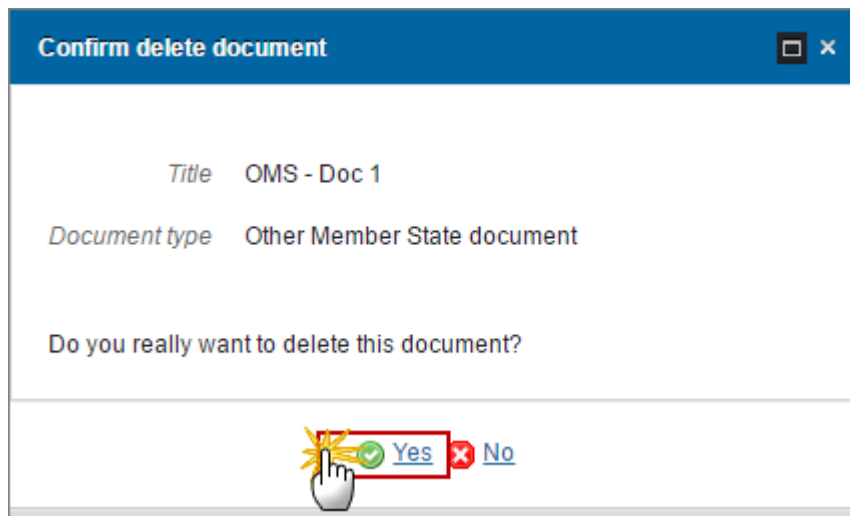 Confirm delete document
Title OMS - Doc 1
Document type Other Member State document
Do you really want to delete this document?
Yes No